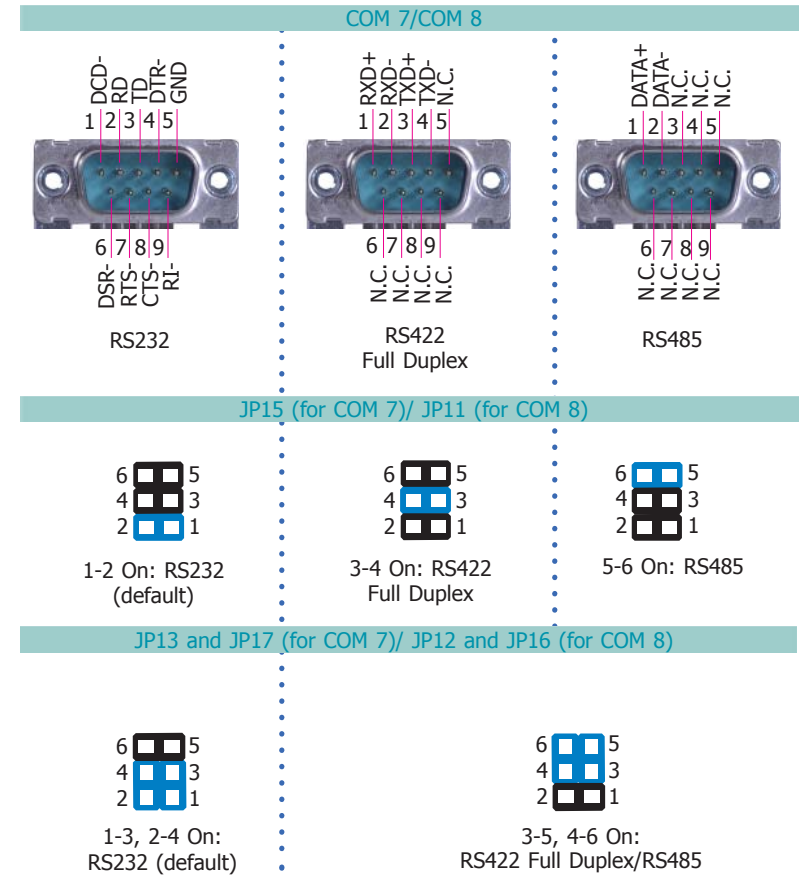 COM 7/COM 8
DCD-
RD
TD
DTR-
GND
1 2 3 4 5
6 7 8 9
DSR-
RTS-
CTS-
RI-
RS232
RXD+
RXD-
TXD+
TXD-
N.C.
1 2 3 4 5
6 7 8 9
N.C.
N.C.
N.C.
N.C.
RS422
Full Duplex
DATA+
DATA-
N.C.
N.C.
N.C.
1 2 3 4 5
6 7 8 9
N.C.
N.C.
N.C.
N.C.
RS485
JP15 (for COM 7)/ JP11 (for COM 8)
6 5
4 3
2 1
1-2 On: RS232
(default)
6 5
4 3
2 1
3-4 On: RS422
Full Duplex
6 5
4 3
2 1
5-6 On: RS485
JP13 and JP17 (for COM 7)/ JP12 and JP16 (for COM 8)
6 5
4 3
2 1
1-3, 2-4 On:
RS232 (default)
6 5
4 3
2 1
3-5, 4-6 On:
RS422 Full Duplex/RS485